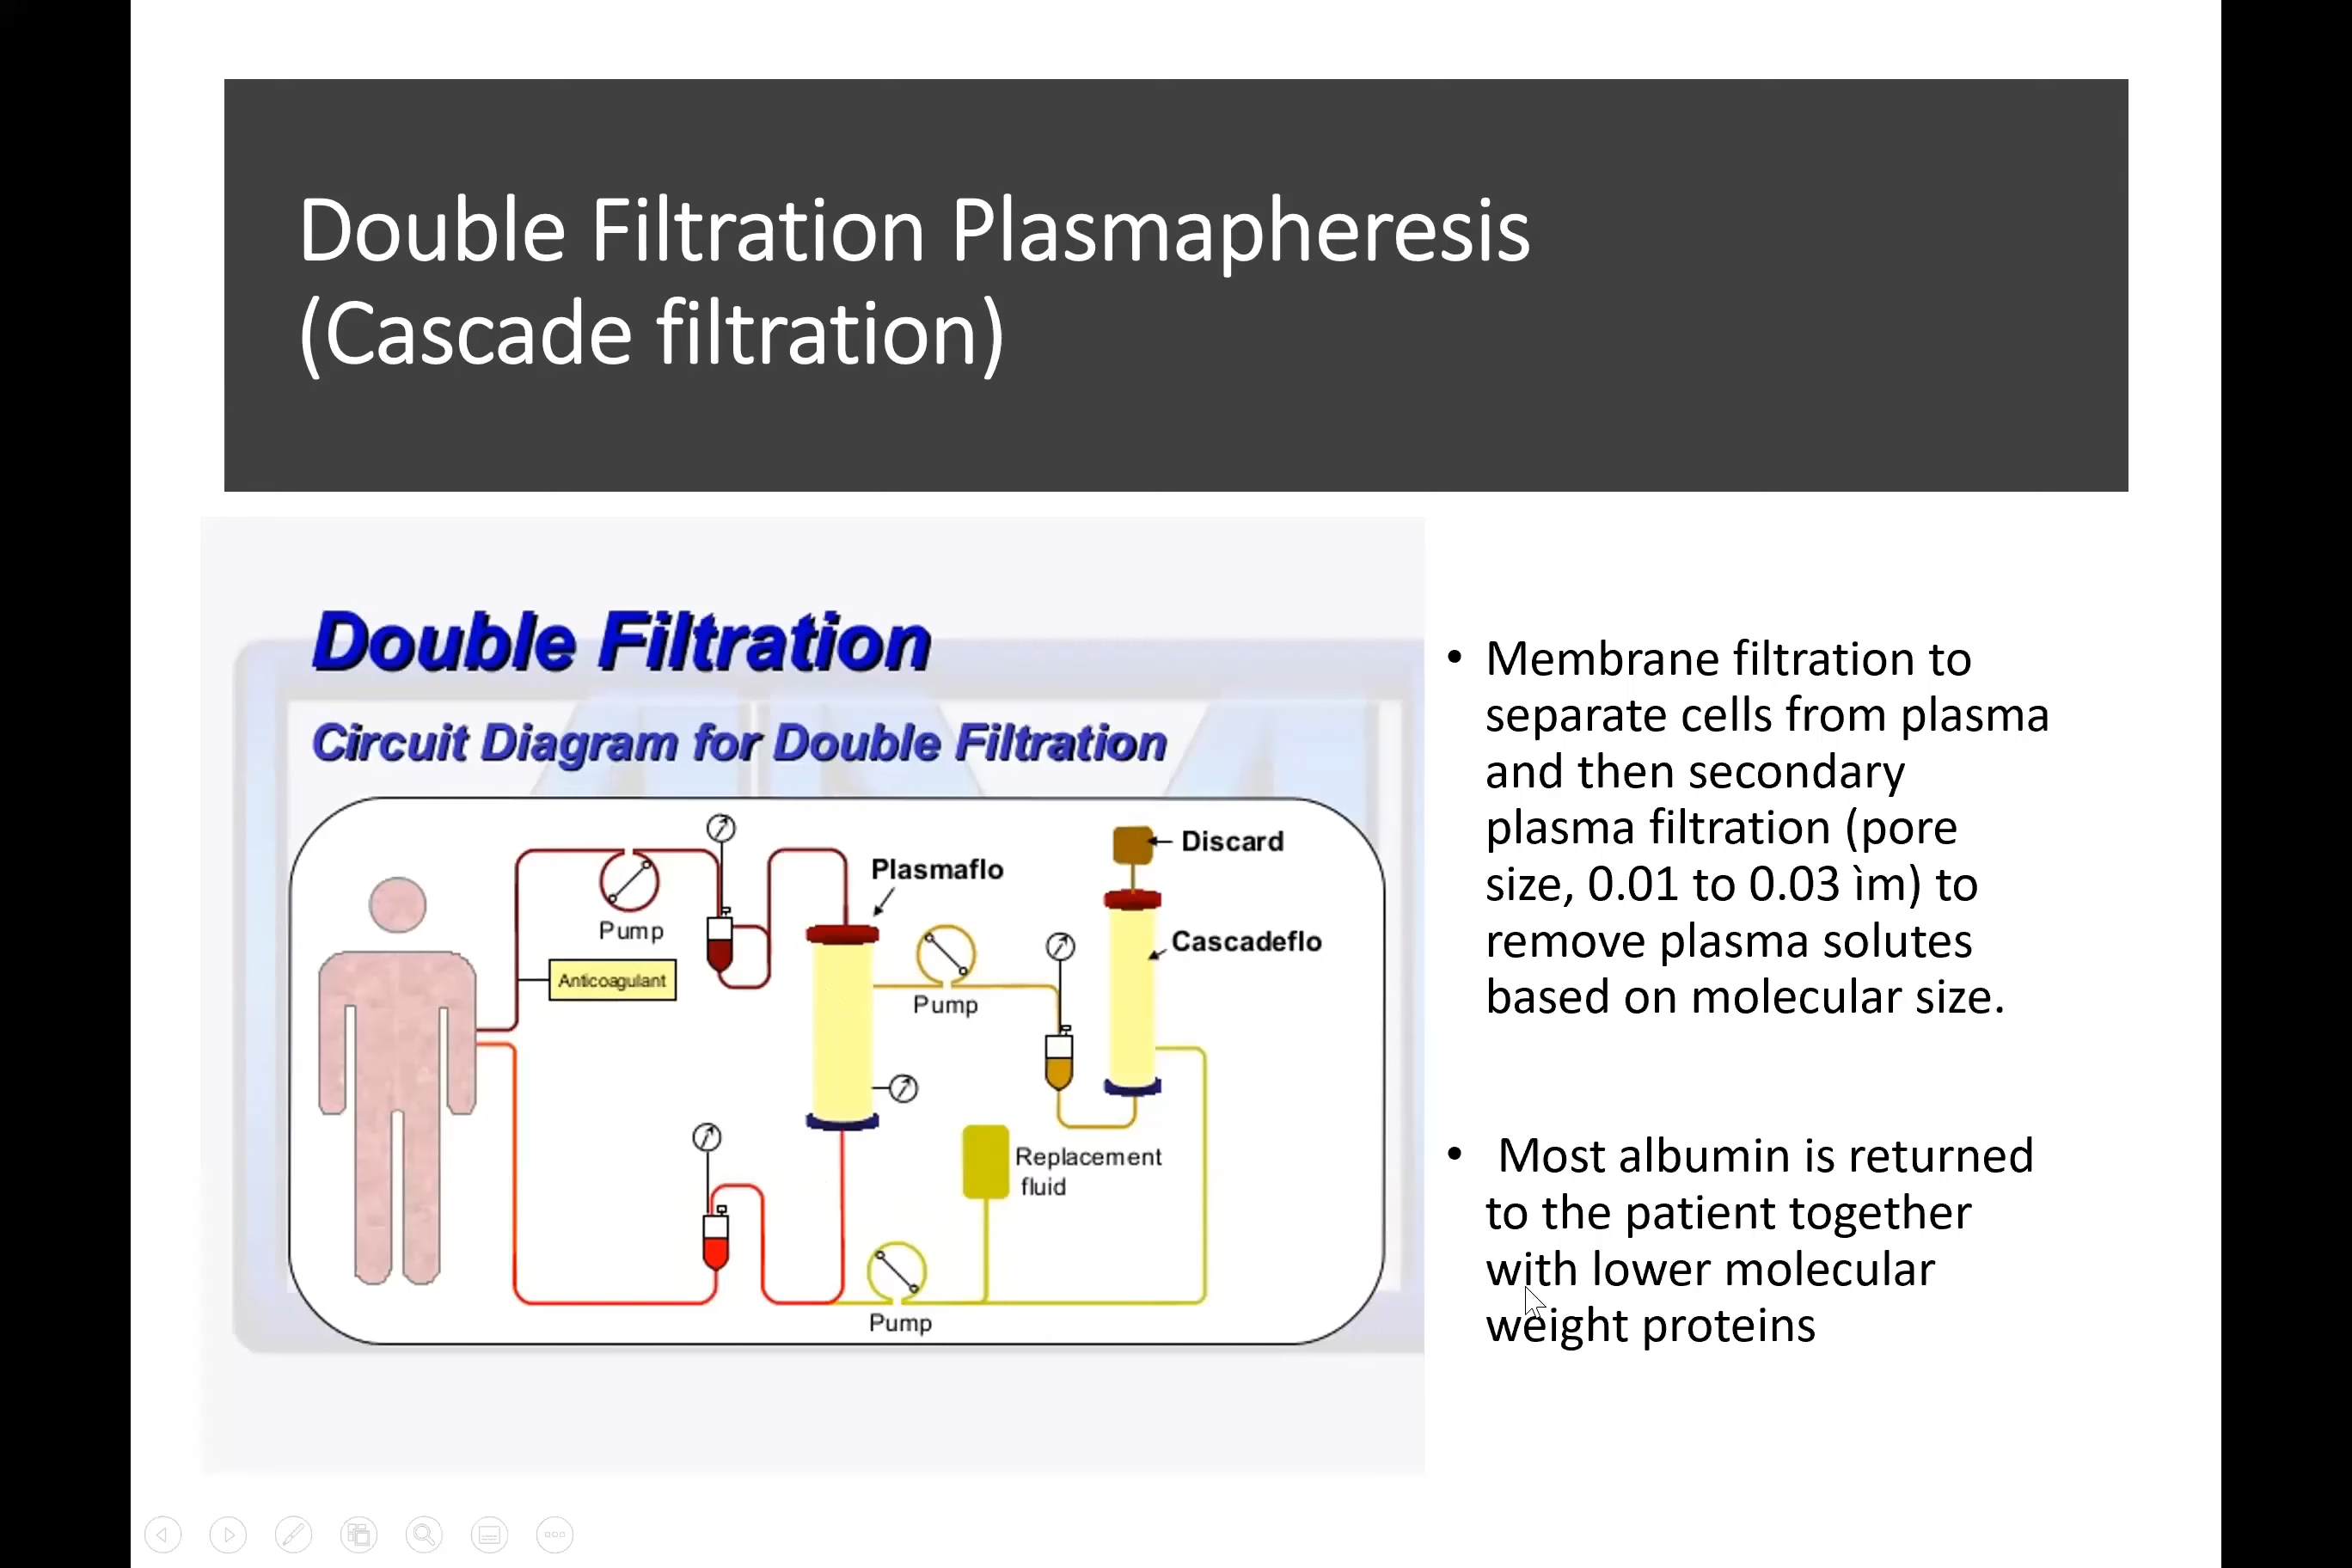 Double Filtration Plasmapheresis
(Cascade filtration)
Double Filtration
Circuit Diagram for Double Filtration
Pump
Anticoagulant
Plasmaflo
Pump
Discard
Cascadeflo
Replacement
fluid
Pump
• Membrane filtration to
separate cells from plasma
and then secondary
plasma filtration (pore
size, 0.01 to 0.03 ìm) to
remove plasma solutes
based on molecular size.
• Most albumin is returned
to the patient together
with lower molecular
weight proteins